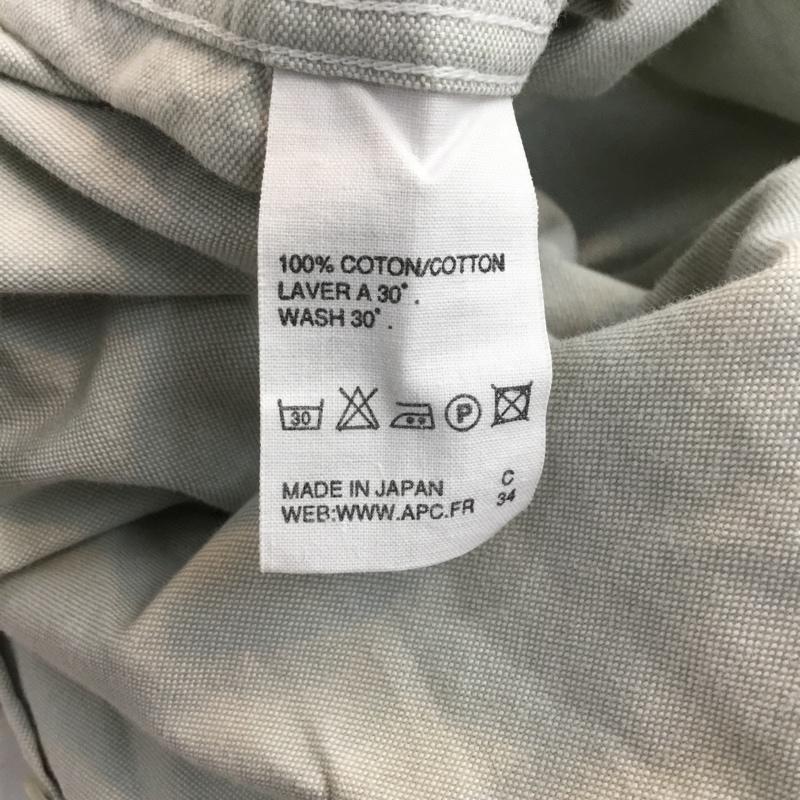 100% COTON/COTTON
LAVER A 30°.
WASH 30°.
30
P
MADE IN JAPAN
WEB:WWW.APC.FR
C
34